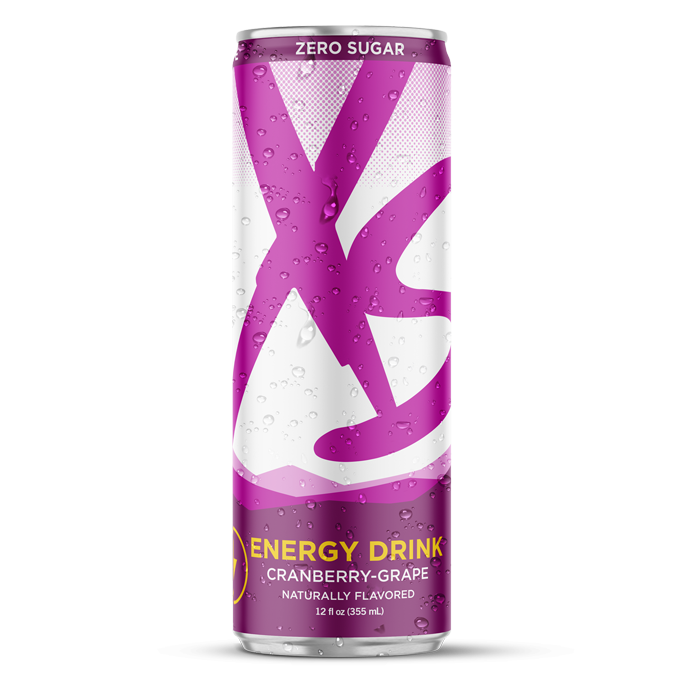 ZERO SUGAR
XS
ENERGY DRINK
CRANBERRY-GRAPE
NATURALLY FLAVORED
12 fl oz (355 mL)